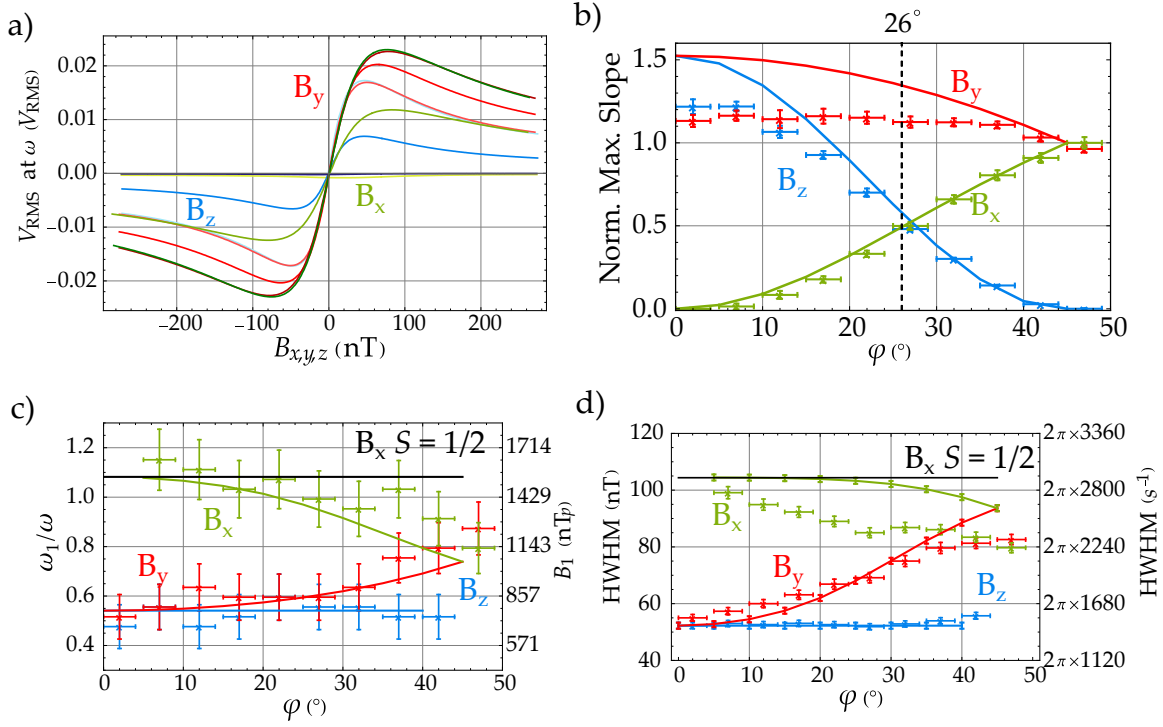 a)
V_RMS at ω (V_RMS)
0.02
0.01
0.00
−0.01
−0.02
B_y
B_z
B_x
−200
−100
0
100
200
B_x,y,z (nT)
b)
26°
Norm. Max. Slope
1.5
1.0
0.5
0.0
B_y
B_z
B_x
0
10
20
30
40
50
φ (°)
c)
ω₁/ω
1.2
1.0
0.8
0.6
0.4
B_x S = 1/2
B_x
B_y
B_z
1714
1429
1143
857
571
B₁ (nT_p)
0
10
20
30
40
50
φ (°)
d)
HWHM (nT)
120
100
80
60
40
B_x S = 1/2
B_x
B_y
B_z
2π×3360
2π×2800
2π×2240
2π×1680
2π×1120
HWHM (s⁻¹)
0
10
20
30
40
50
φ (°)